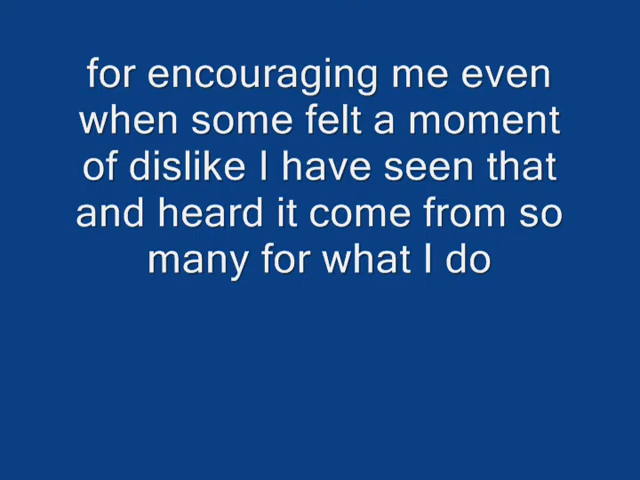 for encouraging me even
when some felt a moment
of dislike I have seen that
and heard it come from so
many for what I do